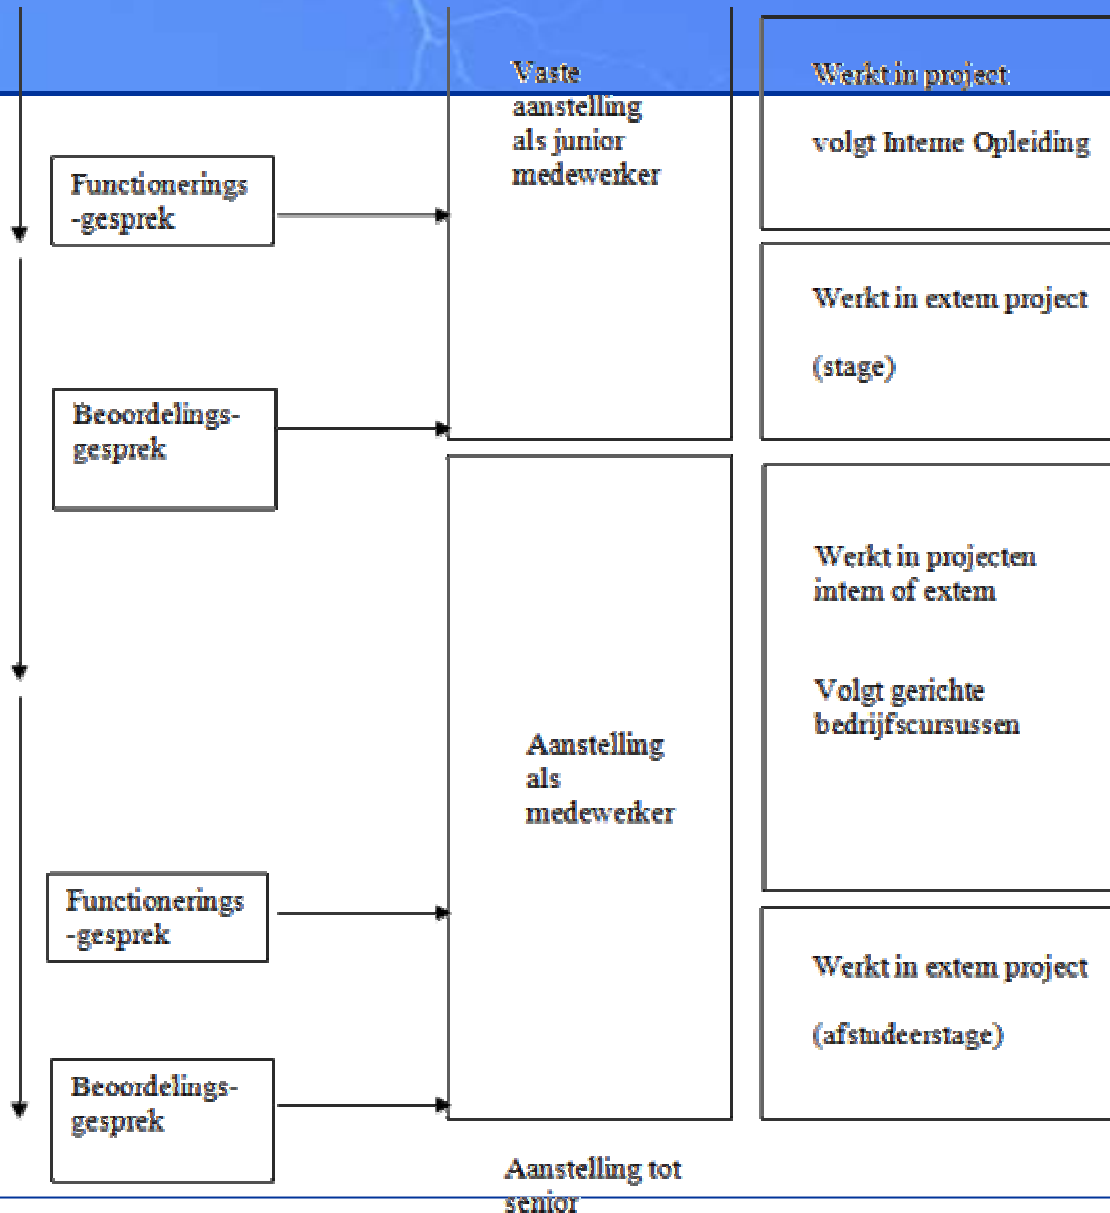 Vaste
aanstelling
als junior
medewerker
Werkt in project
volgt Interne Opleiding
Functionerings
-gesprek
Werkt in extern project
(stage)
Beoordelings-
gesprek
Werkt in projecten
intern of extern
Volgt gerichte
bedrijfscursussen
Aanstelling
als
medewerker
Functionerings
-gesprek
Werkt in extern project
(afstudeerstage)
Beoordelings-
gesprek
Aanstelling tot
senior